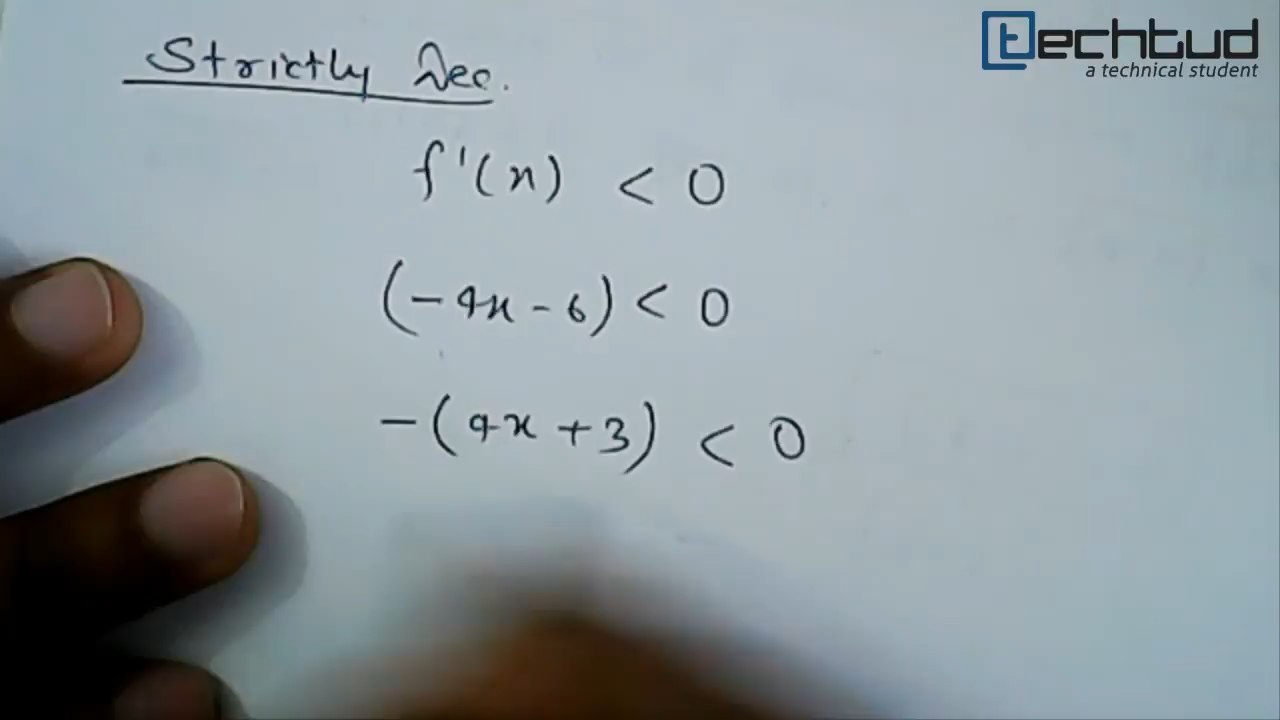 techtud
a technical student
Strictly Dec.
f'(x) < 0
(-4x - 6) < 0
-(4x + 3) < 0